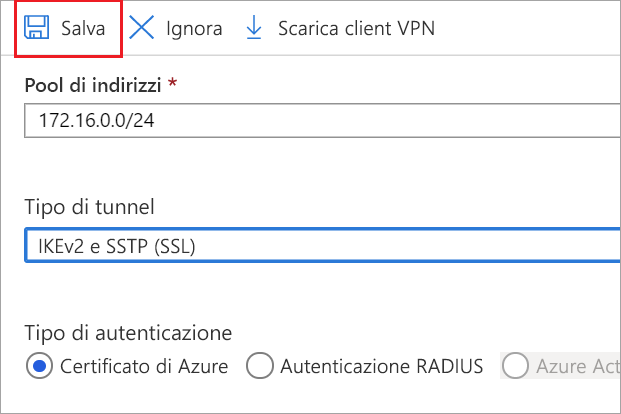 Salva Ignora Scarica client VPN
Pool di indirizzi *
172.16.0.0/24
Tipo di tunnel
IKEv2 e SSTP (SSL)
Tipo di autenticazione
Certificato di Azure Autenticazione RADIUS Azure Act